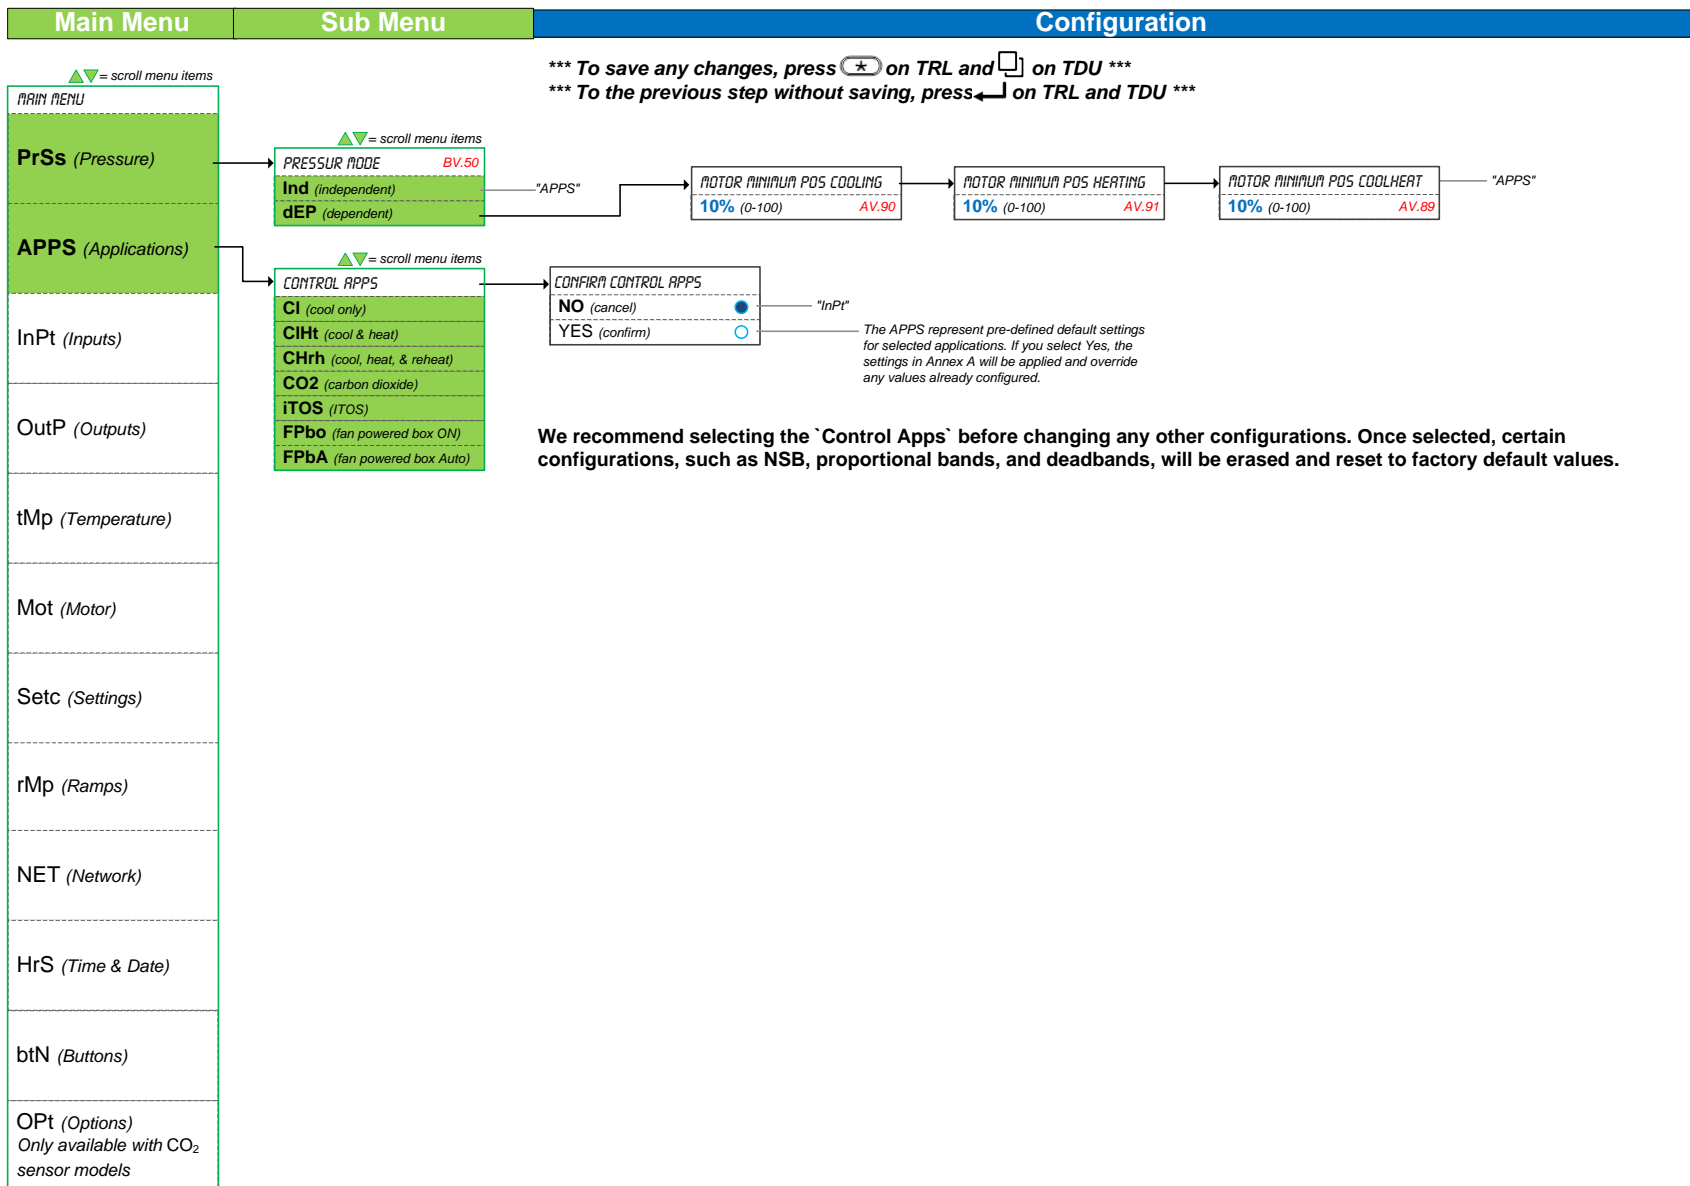 Main Menu
Sub Menu
Configuration
= scroll menu items
*** To save any changes, press on TRL and on TDU ***
*** To the previous step without saving, press on TRL and TDU ***
MAIN MENU
PrSs (Pressure)
APPS (Applications)
InPt (Inputs)
OutP (Outputs)
tMp (Temperature)
Mot (Motor)
Setc (Settings)
rMp (Ramps)
NET (Network)
HrS (Time & Date)
btN (Buttons)
OPt (Options)
Only available with CO₂
sensor models
= scroll menu items
PRESSUR MODE BV.50
Ind (independent)
dEP (dependent)
"APPS"
MOTOR MINIMUM POS COOLING
10% (0-100) AV.90
MOTOR MINIMUM POS HEATING
10% (0-100) AV.91
MOTOR MINIMUM POS COOLHEAT
10% (0-100) AV.89
"APPS"
= scroll menu items
CONTROL APPS
Cl (cool only)
ClHt (cool & heat)
CHrh (cool, heat, & reheat)
CO2 (carbon dioxide)
iTOS (ITOS)
FPbo (fan powered box ON)
FPbA (fan powered box Auto)
CONFIRM CONTROL APPS
NO (cancel)
YES (confirm)
"InPt"
The APPS represent pre-defined default settings
for selected applications. If you select Yes, the
settings in Annex A will be applied and override
any values already configured.
We recommend selecting the `Control Apps` before changing any other configurations. Once selected, certain
configurations, such as NSB, proportional bands, and deadbands, will be erased and reset to factory default values.